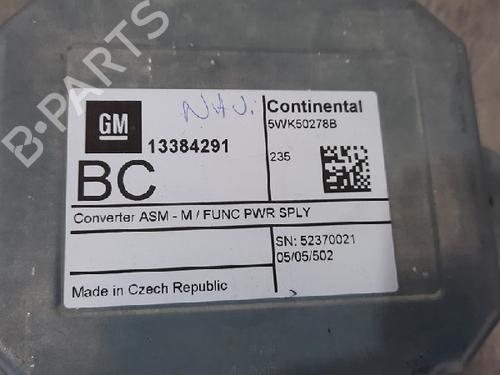 B-PARTS
NAV.
GM
13384291
BC
Continental
5WK50278B
235
Converter ASM - M / FUNC PWR SPLY
SN: 52370021
05/05/502
Made in Czech Republic